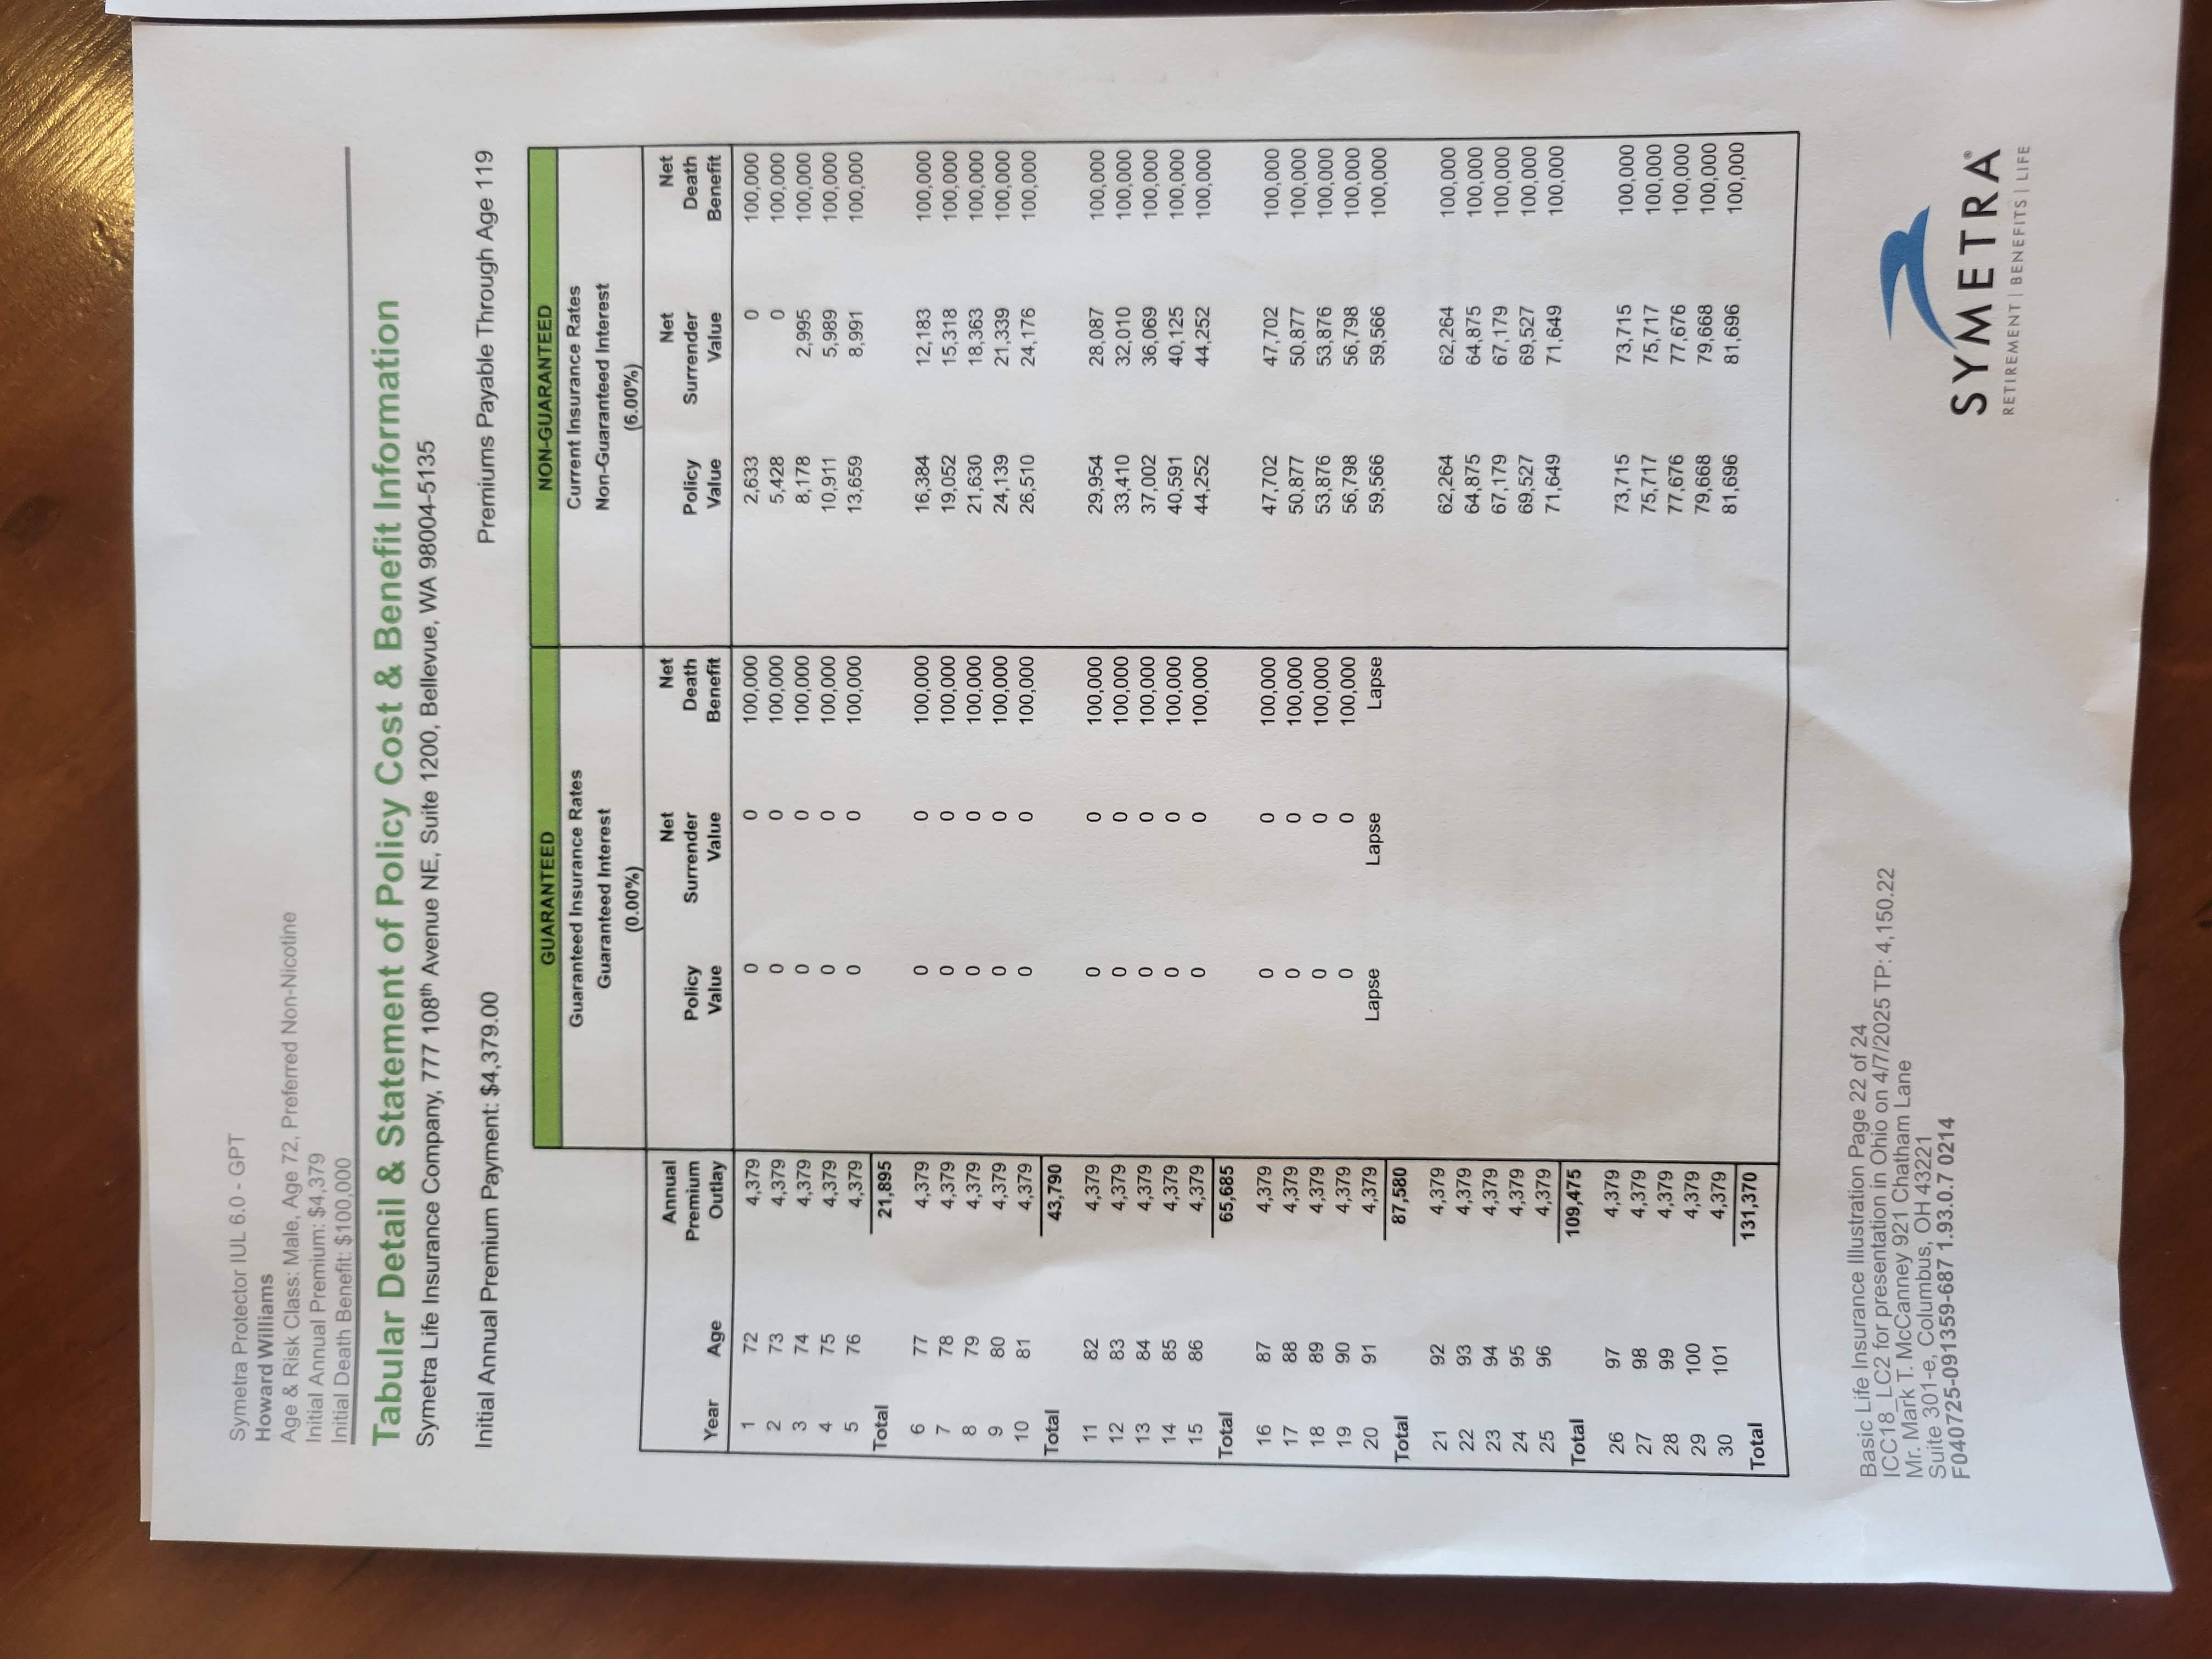 Symetra Protector IUL 6.0 - GPT
Howard Williams
Age & Risk Class: Male, Age 72, Preferred Non-Nicotine
Initial Annual Premium: $4,379
Initial Death Benefit: $100,000
Tabular Detail & Statement of Policy Cost & Benefit Information
Symetra Life Insurance Company, 777 108th Avenue NE, Suite 1200, Bellevue, WA 98004-5135
Initial Annual Premium Payment: $4,379.00 Premiums Payable Through Age 119
GUARANTEED NON-GUARANTEED
Guaranteed Insurance Rates Current Insurance Rates
Guaranteed Interest Non-Guaranteed Interest
(0.00%) (6.00%)
Annual Net Net Net Net
Premium Policy Surrender Death Policy Surrender Death
Year Age Outlay Value Value Benefit Value Value Benefit
1 72 4,379 0 0 100,000 2,633 0 100,000
2 73 4,379 0 0 100,000 5,428 0 100,000
3 74 4,379 0 0 100,000 8,178 2,995 100,000
4 75 4,379 0 0 100,000 10,911 5,989 100,000
5 76 4,379 0 0 100,000 13,659 8,991 100,000
Total 21,895
6 77 4,379 0 0 100,000 16,384 12,183 100,000
7 78 4,379 0 0 100,000 19,052 15,318 100,000
8 79 4,379 0 0 100,000 21,630 18,363 100,000
9 80 4,379 0 0 100,000 24,139 21,339 100,000
10 81 4,379 0 0 100,000 26,510 24,176 100,000
Total 43,790
11 82 4,379 0 0 100,000 29,954 28,087 100,000
12 83 4,379 0 0 100,000 33,410 32,010 100,000
13 84 4,379 0 0 100,000 37,002 36,069 100,000
14 85 4,379 0 0 100,000 40,591 40,125 100,000
15 86 4,379 0 0 100,000 44,252 44,252 100,000
Total 65,685
16 87 4,379 0 0 100,000 47,702 47,702 100,000
17 88 4,379 0 0 100,000 50,877 50,877 100,000
18 89 4,379 0 0 100,000 53,876 53,876 100,000
19 90 4,379 0 0 100,000 56,798 56,798 100,000
20 91 4,379 Lapse Lapse Lapse 59,566 59,566 100,000
Total 87,580
21 92 4,379 62,264 62,264 100,000
22 93 4,379 64,875 64,875 100,000
23 94 4,379 67,179 67,179 100,000
24 95 4,379 69,527 69,527 100,000
25 96 4,379 71,649 71,649 100,000
Total 109,475
26 97 4,379 73,715 73,715 100,000
27 98 4,379 75,717 75,717 100,000
28 99 4,379 77,676 77,676 100,000
29 100 4,379 79,668 79,668 100,000
30 101 4,379 81,696 81,696 100,000
Total 131,370
Basic Life Insurance Illustration Page 22 of 24
ICC18_LC2 for presentation in Ohio on 4/7/2025 TP: 4,150.22
Mr. Mark T. McCanney 921 Chatham Lane
Suite 301-e, Columbus, OH 43221
F040725-091359-687 1.93.0.7 0214
SYMETRA®
RETIREMENT | BENEFITS | LIFE